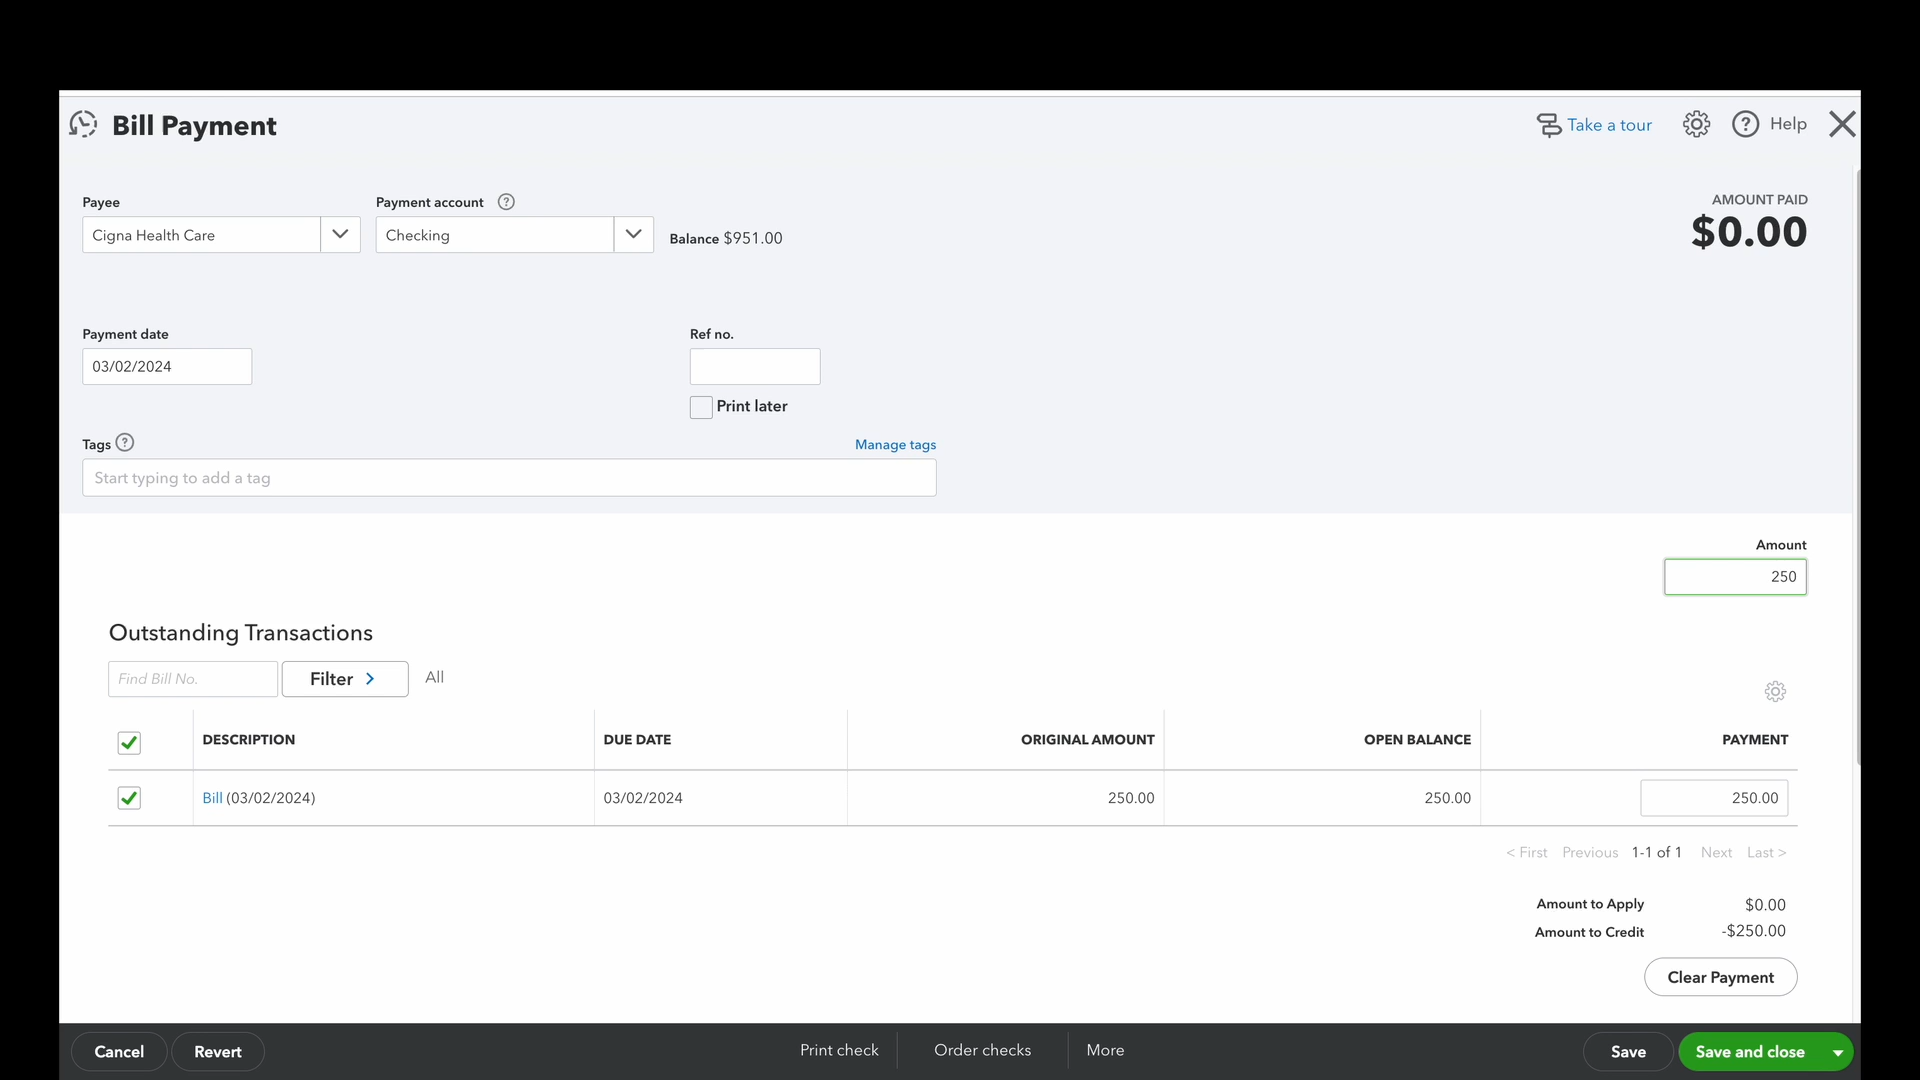 Bill Payment
Take a tour
Help
Payee
Payment account
AMOUNT PAID
Cigna Health Care
Checking
Balance $951.00
$0.00
Payment date
Ref no.
03/02/2024
Print later
Tags
Manage tags
Start typing to add a tag
Amount
250
Outstanding Transactions
Find Bill No.
Filter
All
DESCRIPTION DUE DATE ORIGINAL AMOUNT OPEN BALANCE PAYMENT
Bill (03/02/2024) 03/02/2024 250.00 250.00 250.00
< First Previous 1-1 of 1 Next Last >
Amount to Apply $0.00
Amount to Credit -$250.00
Clear Payment
Cancel Revert Print check Order checks More Save Save and close